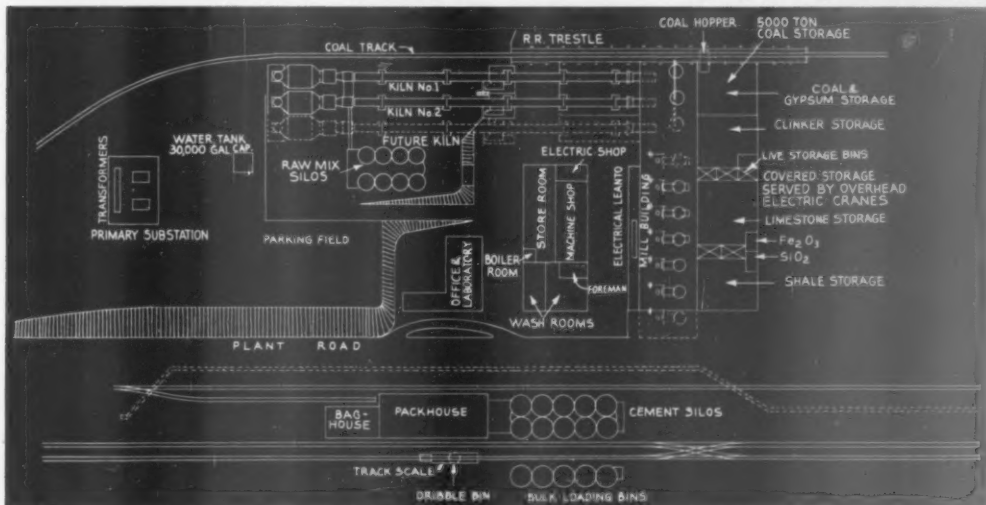 COAL HOPPER
5000 TON
COAL STORAGE
R.R. TRESTLE
COAL TRACK
KILN No.1
KILN No.2
COAL &
GYPSUM STORAGE
CLINKER STORAGE
FUTURE KILN
WATER TANK
30,000 GAL CAP.
RAW MIX
SILOS
ELECTRIC SHOP
LIVE STORAGE BINS
COVERED STORAGE
SERVED BY OVERHEAD
ELECTRIC CRANES
TRANSFORMERS
STORE ROOM
MACHINE SHOP
ELECTRICAL LEANTO
MILL BUILDING
LIMESTONE STORAGE
PRIMARY SUBSTATION
PARKING FIELD
OFFICE &
LABORATORY
BOILER
ROOM
FOREMAN
Fe2O3
SiO2
SHALE STORAGE
WASH ROOMS
PLANT ROAD
BAG-
HOUSE
PACKHOUSE
CEMENT SILOS
TRACK SCALE
DRIBBLE BIN
BULK LOADING BINS